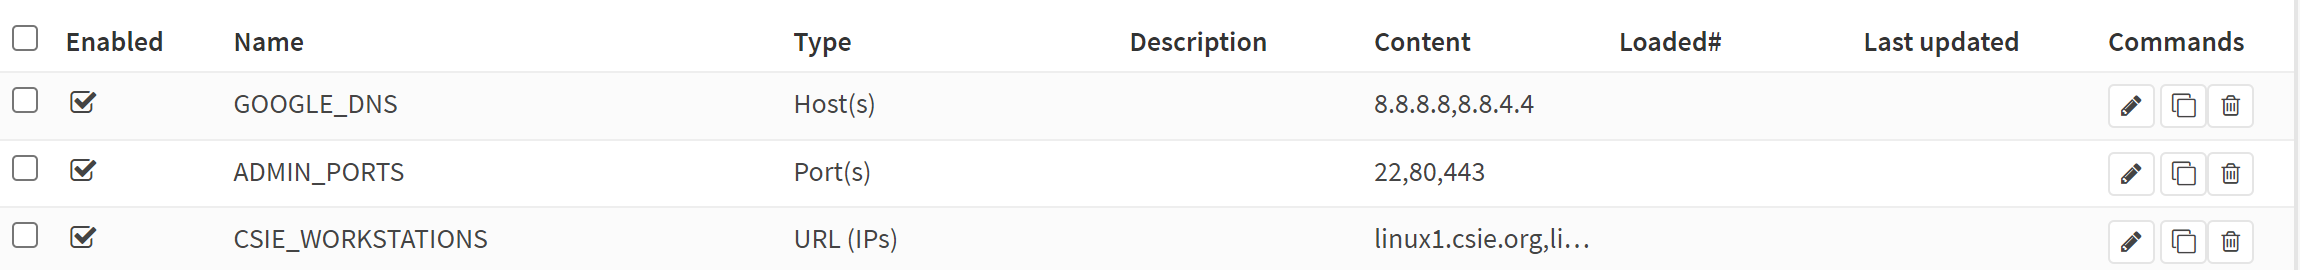 Enabled Name Type Description Content Loaded# Last updated Commands
GOOGLE_DNS Host(s) 8.8.8.8,8.8.4.4
ADMIN_PORTS Port(s) 22,80,443
CSIE_WORKSTATIONS URL (IPs) linux1.csie.org,li...